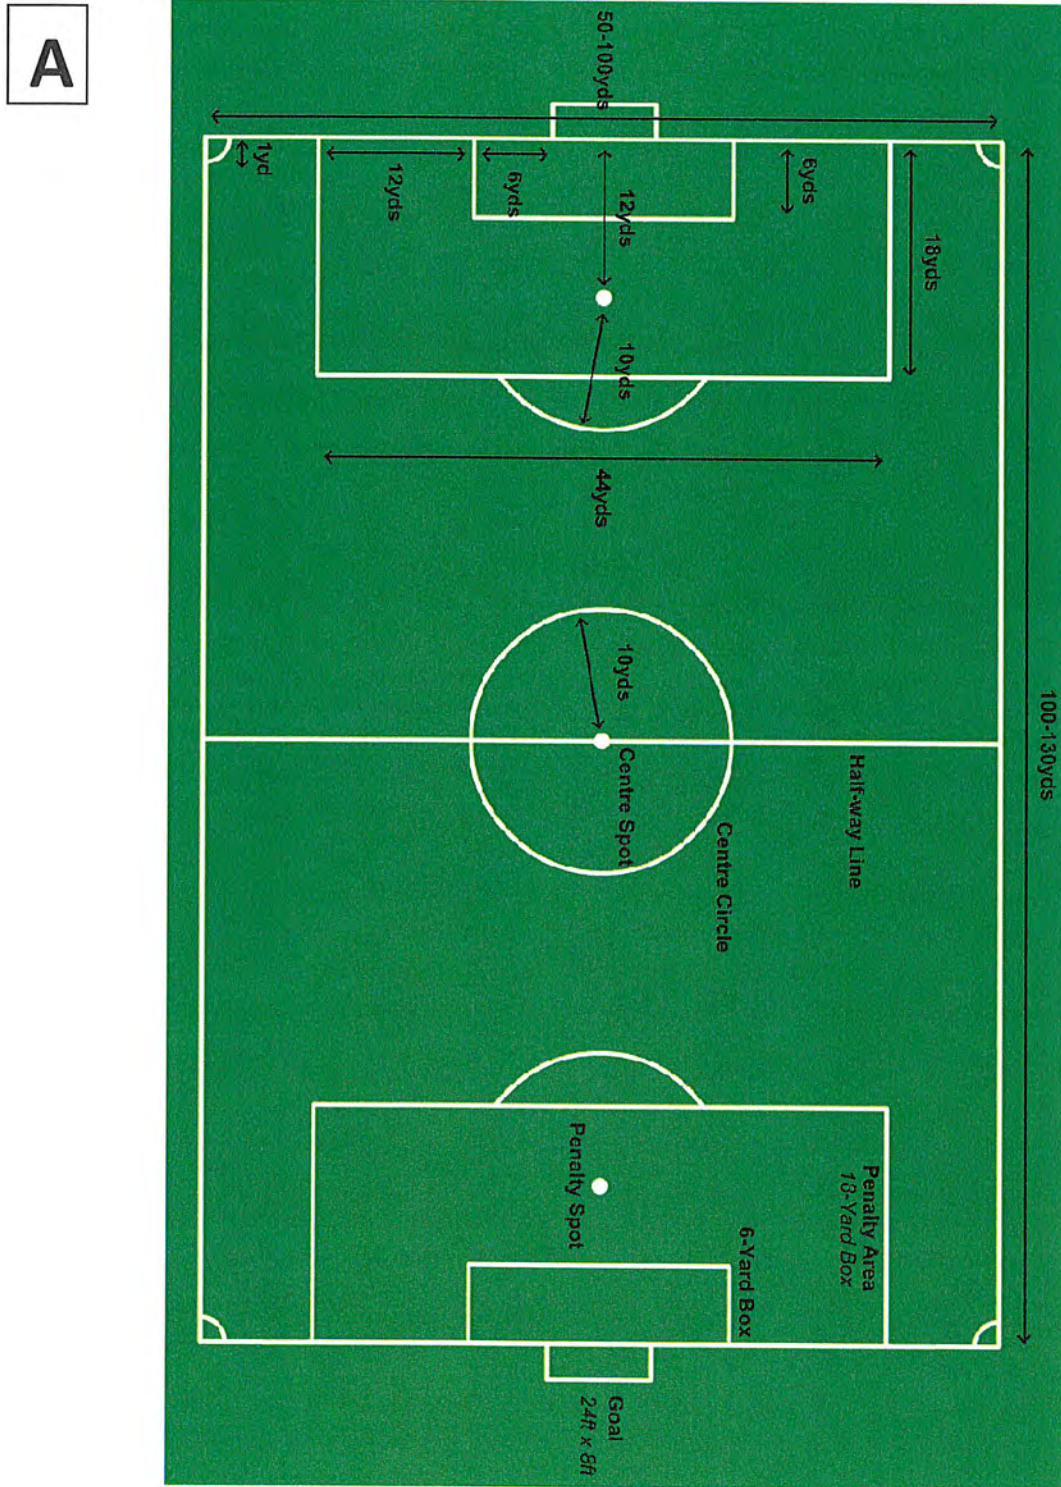 A
50-100yds
100-130yds
1yd
12yds
6yds
12yds
6yds
18yds
10yds
44yds
10yds
Half-way Line
Centre Spot
Centre Circle
Penalty Area
18-Yard Box
6-Yard Box
Penalty Spot
Goal
24ft x 8ft